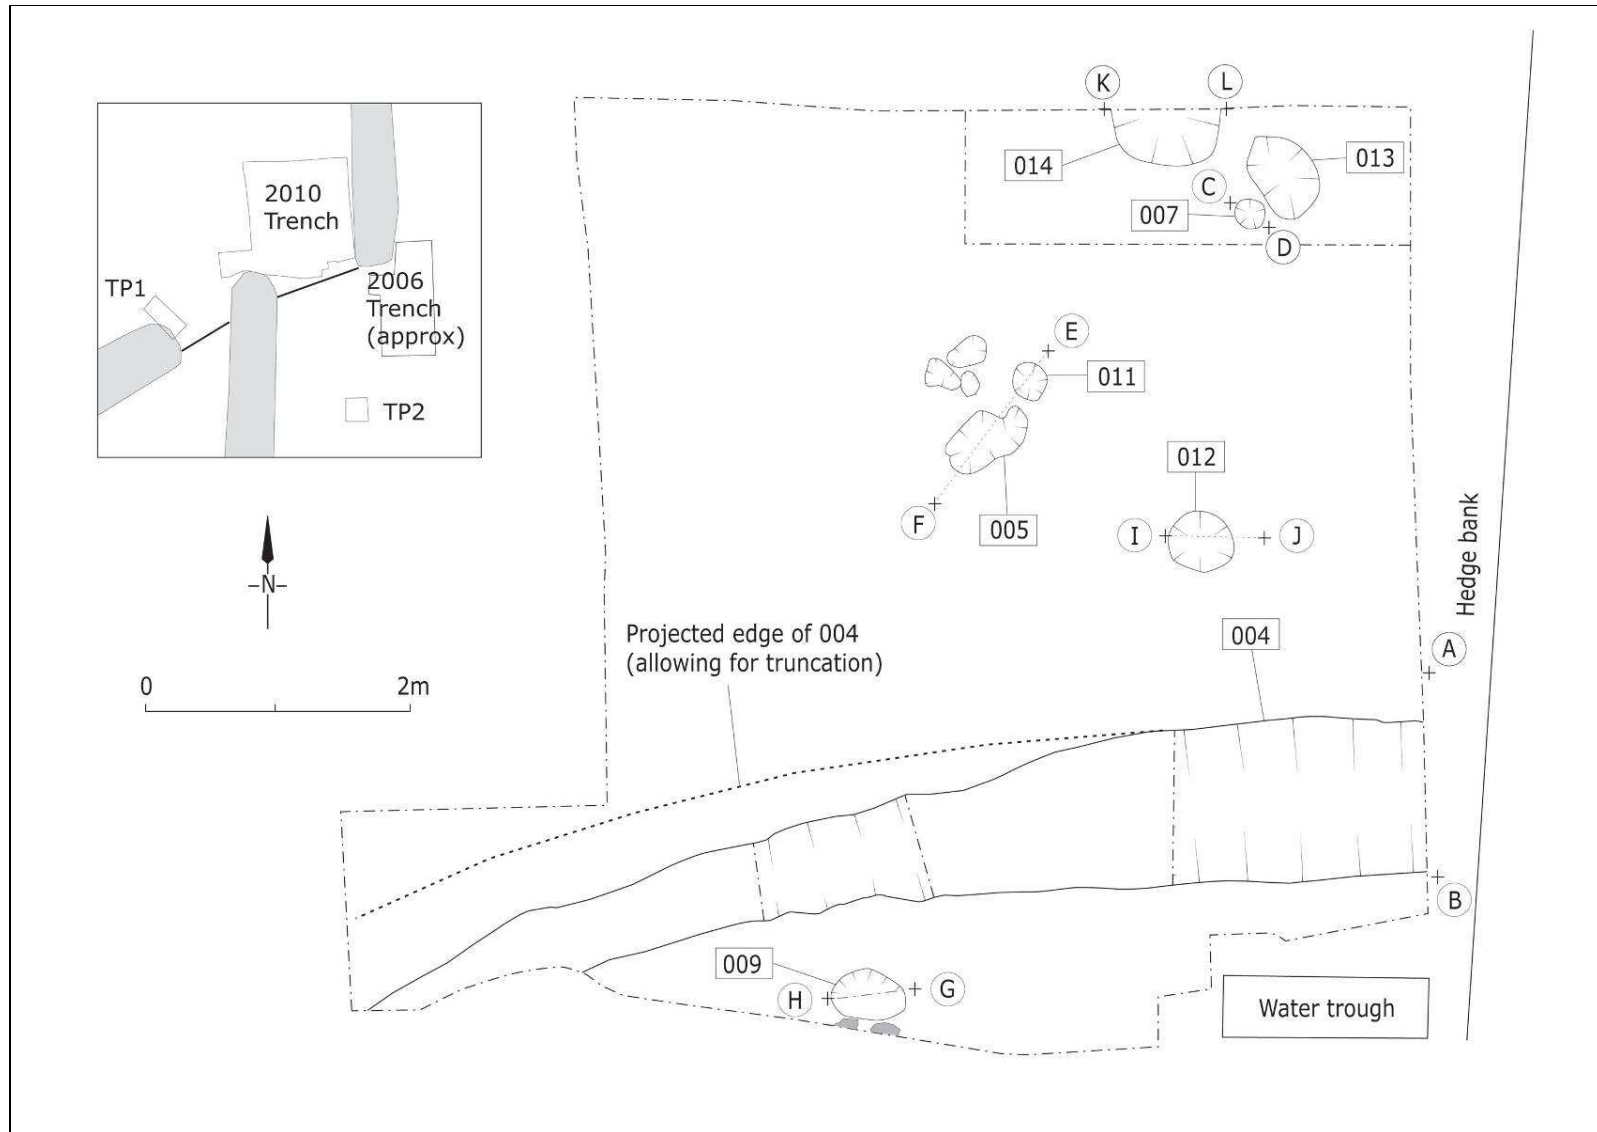 K
L
014
013
C
007
D
2010
Trench
TP1
2006
Trench
(approx)
TP2
E
011
012
F
005
I
J
–N–
Hedge bank
Projected edge of 004
(allowing for truncation)
004
A
0
2m
B
009
H
G
Water trough